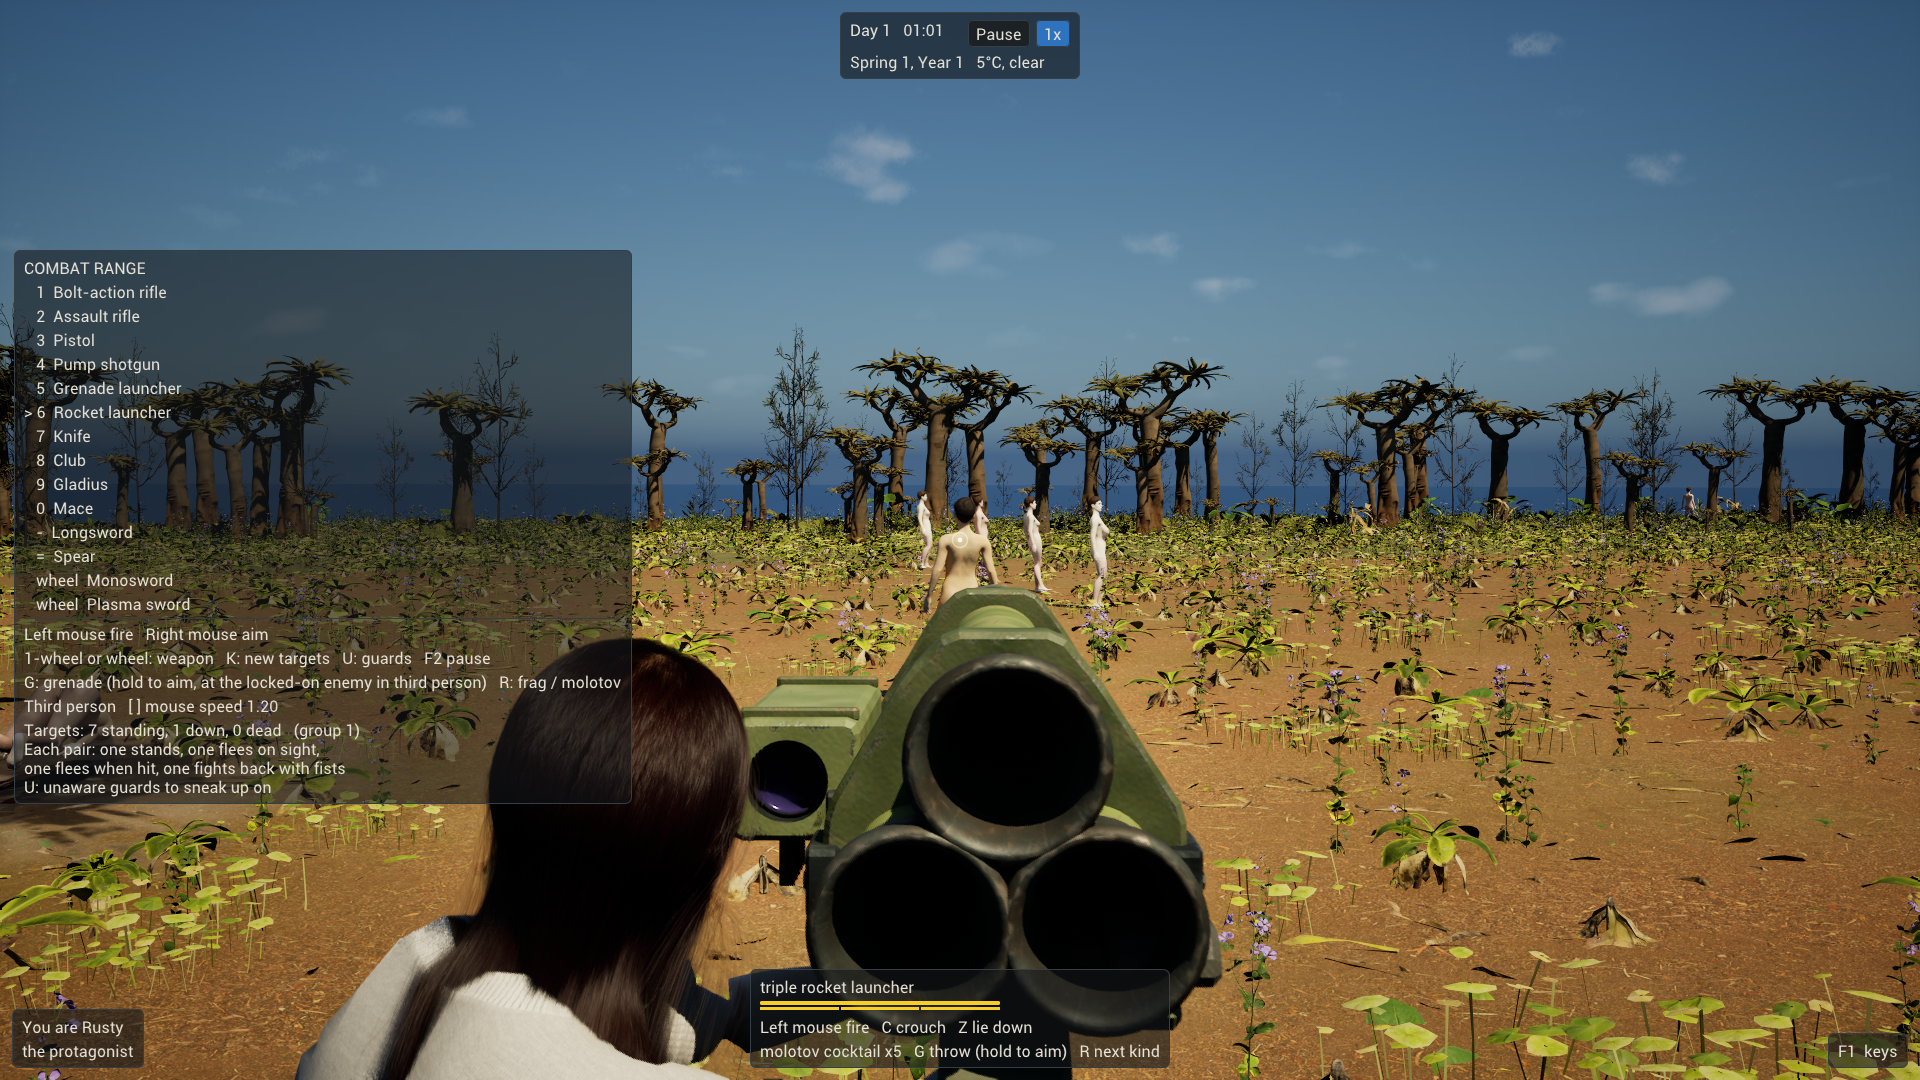 Day 1 01:01 Pause 1x
Spring 1, Year 1 5°C, clear
COMBAT RANGE
1 Bolt-action rifle
2 Assault rifle
3 Pistol
4 Pump shotgun
5 Grenade launcher
> 6 Rocket launcher
7 Knife
8 Club
9 Gladius
0 Mace
- Longsword
= Spear
wheel Monosword
wheel Plasma sword
Left mouse fire Right mouse aim
1-wheel or wheel: weapon K: new targets U: guards F2 pause
G: grenade (hold to aim, at the locked-on enemy in third person) R: frag / molotov
Third person [ ] mouse speed 1.20
Targets: 7 standing, 1 down, 0 dead (group 1)
Each pair: one stands, one flees on sight,
one flees when hit, one fights back with fists
U: unaware guards to sneak up on
triple rocket launcher
Left mouse fire C crouch Z lie down
molotov cocktail x5 G throw (hold to aim) R next kind
You are Rusty
the protagonist
F1 keys